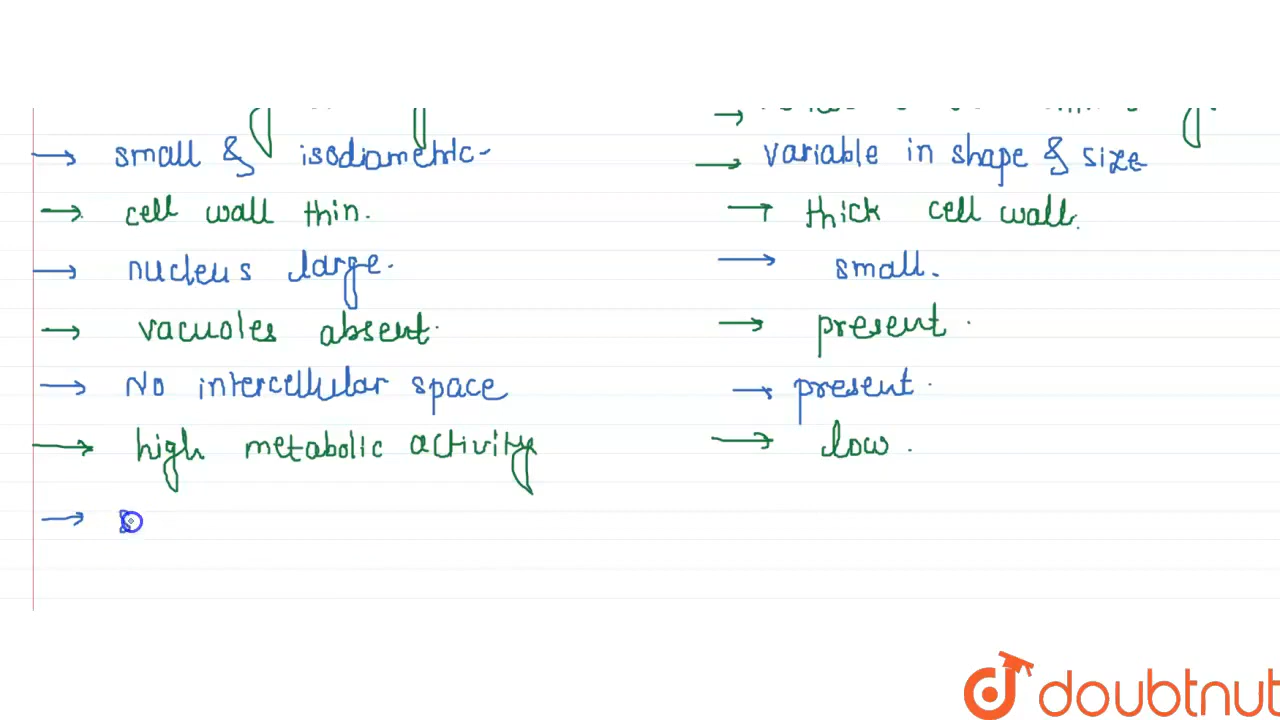 → small & isodiametric-
→ variable in shape & size
→ cell wall thin.
→ thick cell wall.
→ nucleus large.
→ small.
→ vacuoles absent.
→ present.
→ No intercellular space
→ present.
→ high metabolic activity
→ low.
→
doubtnut